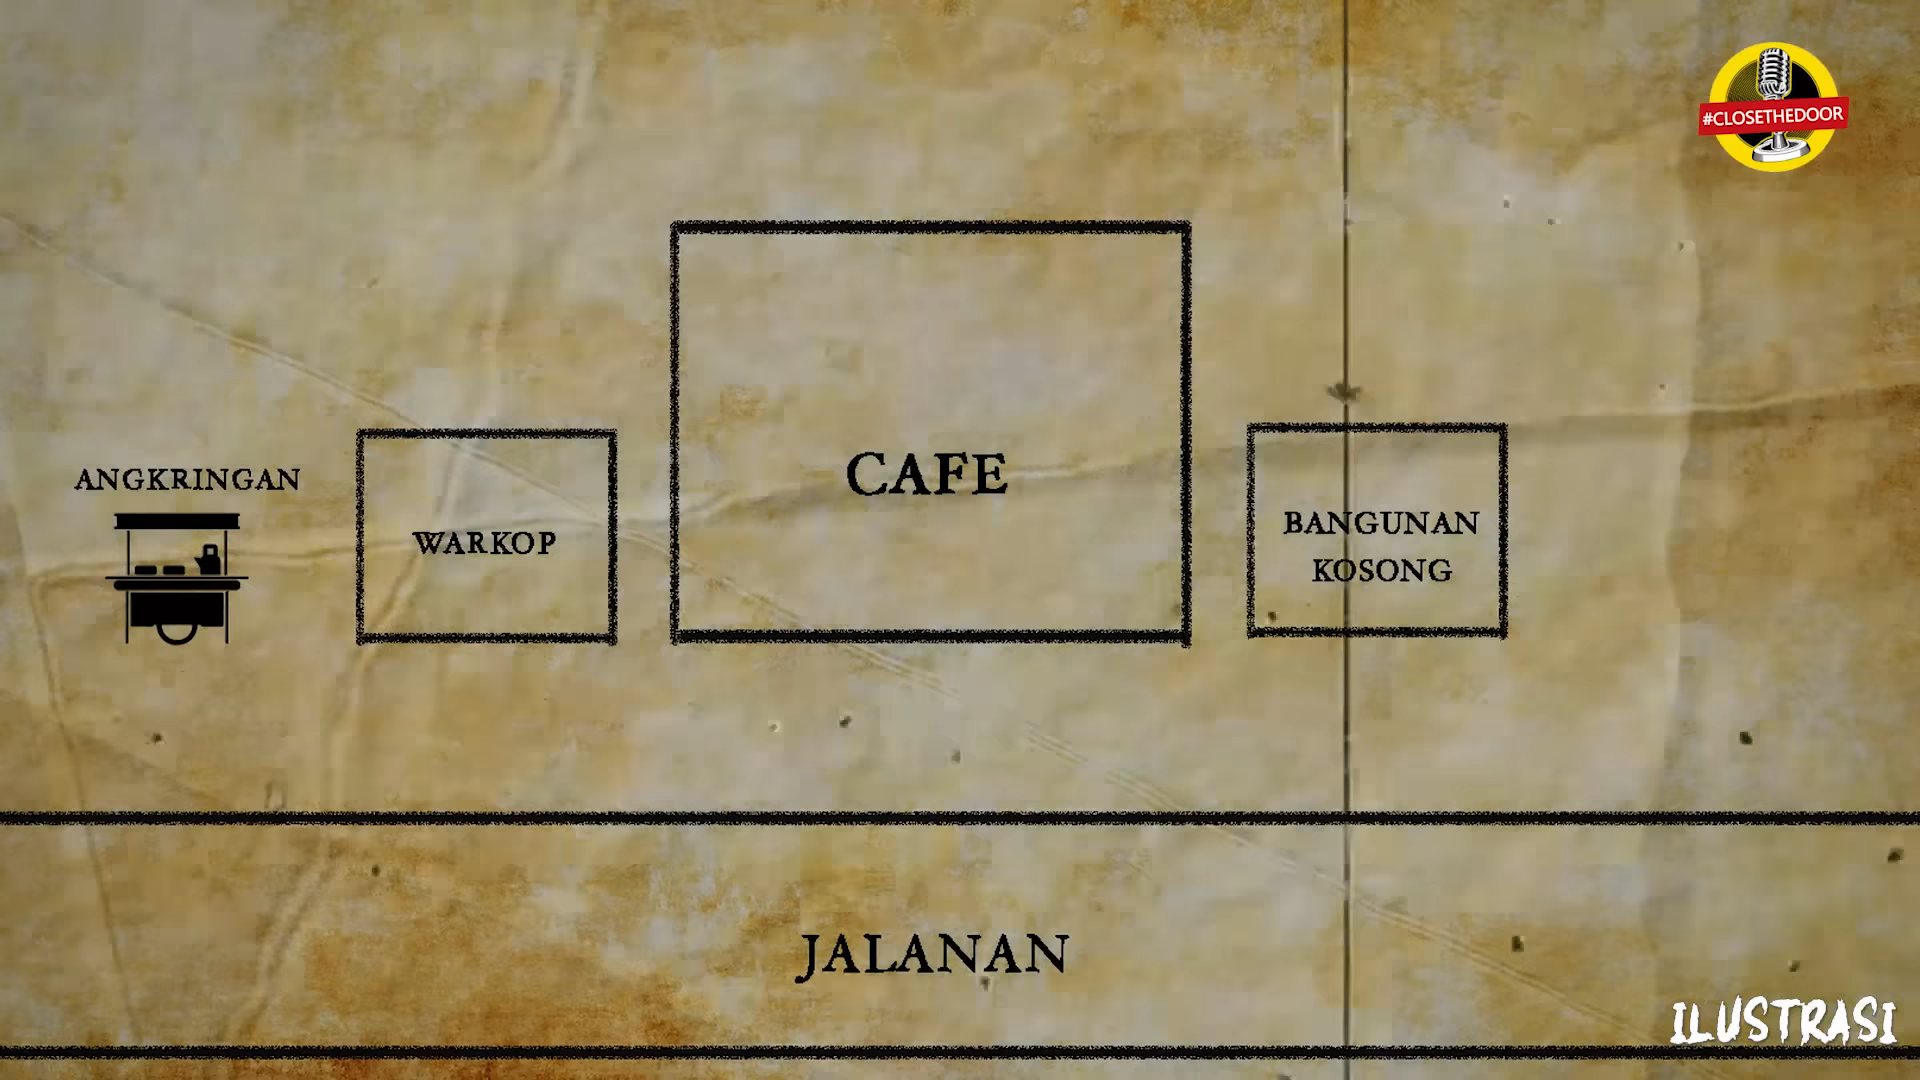 #CLOSETHEDOOR
ANGKRINGAN
WARKOP
CAFE
BANGUNAN
KOSONG
JALANAN
ILUSTRASI